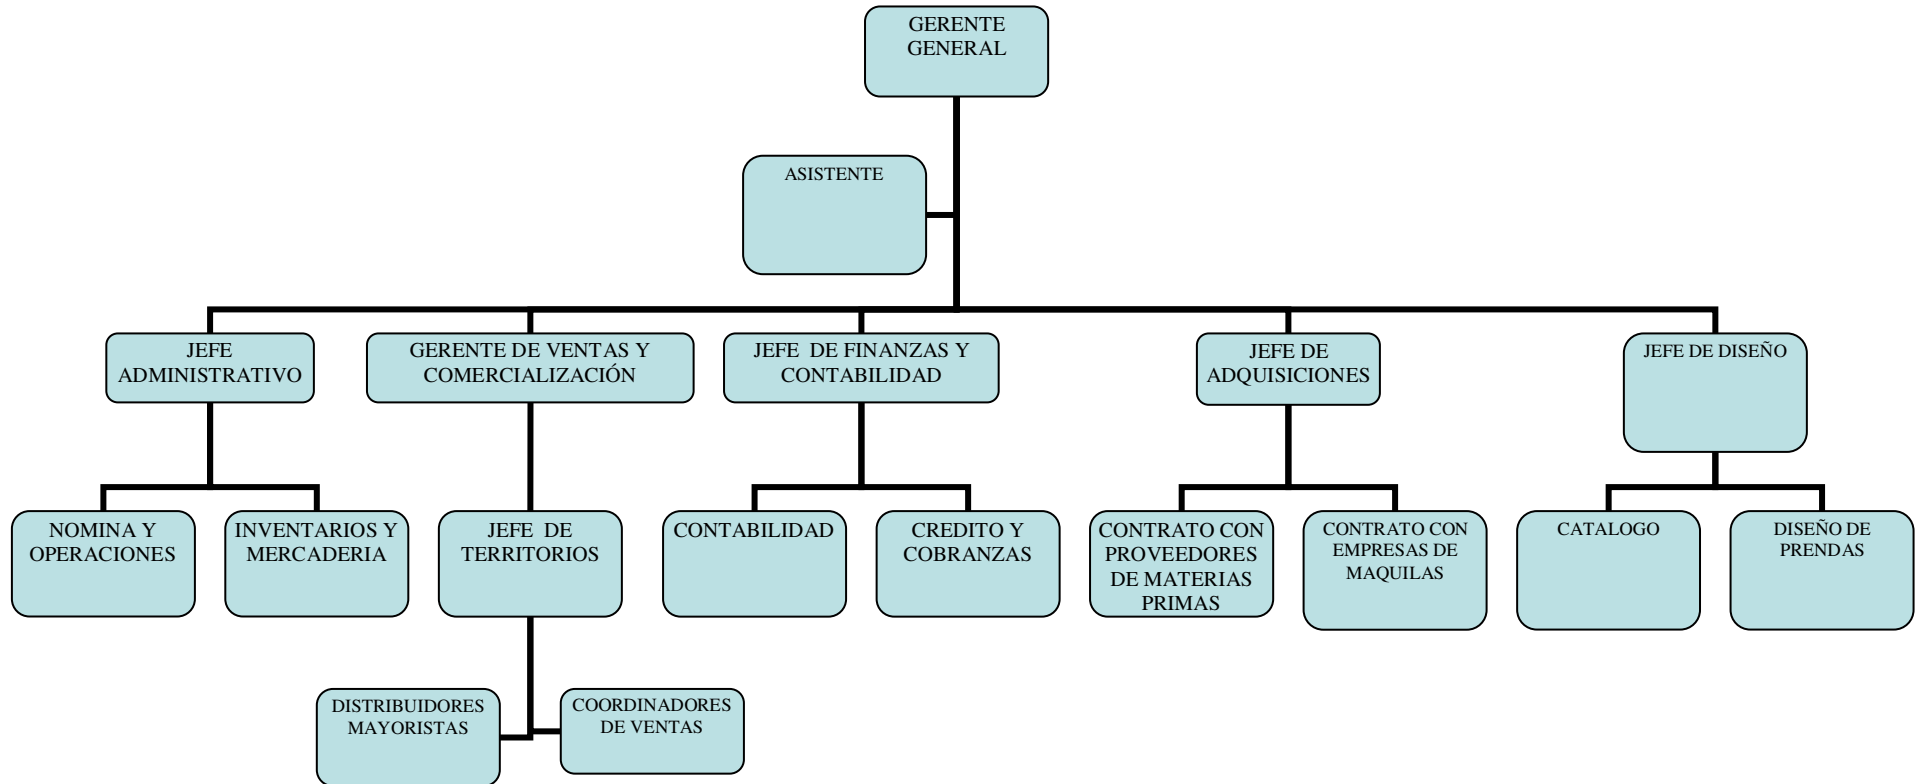 GERENTE
GENERAL
ASISTENTE
JEFE
ADMINISTRATIVO
GERENTE DE VENTAS Y
COMERCIALIZACIÓN
JEFE DE FINANZAS Y
CONTABILIDAD
JEFE DE
ADQUISICIONES
JEFE DE DISEÑO
NOMINA Y
OPERACIONES
INVENTARIOS Y
MERCADERIA
JEFE DE
TERRITORIOS
CONTABILIDAD
CREDITO Y
COBRANZAS
CONTRATO CON
PROVEEDORES
DE MATERIAS
PRIMAS
CONTRATO CON
EMPRESAS DE
MAQUILAS
CATALOGO
DISEÑO DE
PRENDAS
DISTRIBUIDORES
MAYORISTAS
COORDINADORES
DE VENTAS